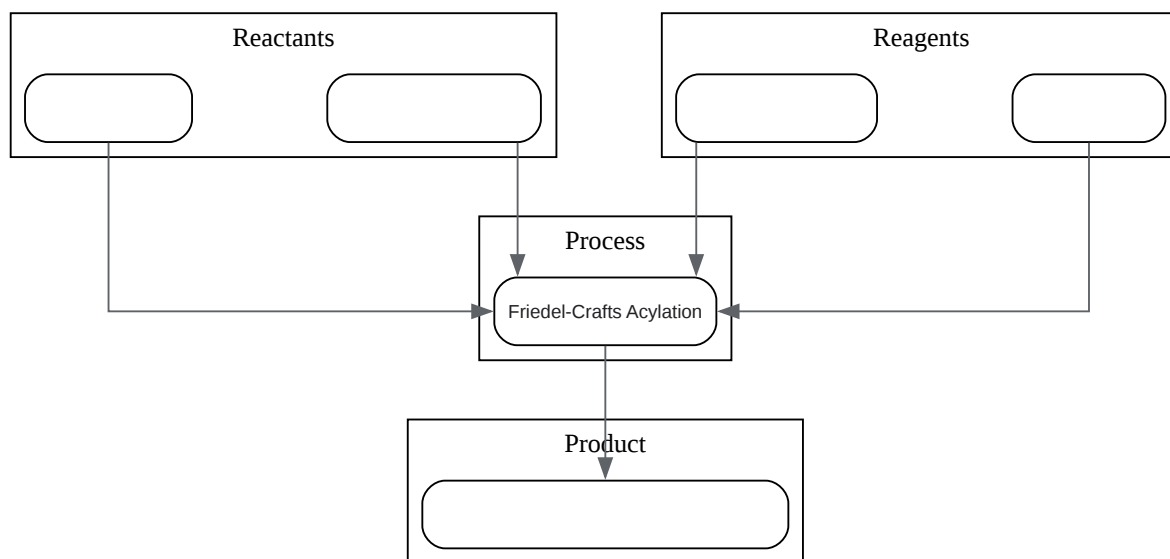 Reactants
Reagents
Process
Friedel-Crafts Acylation
Product